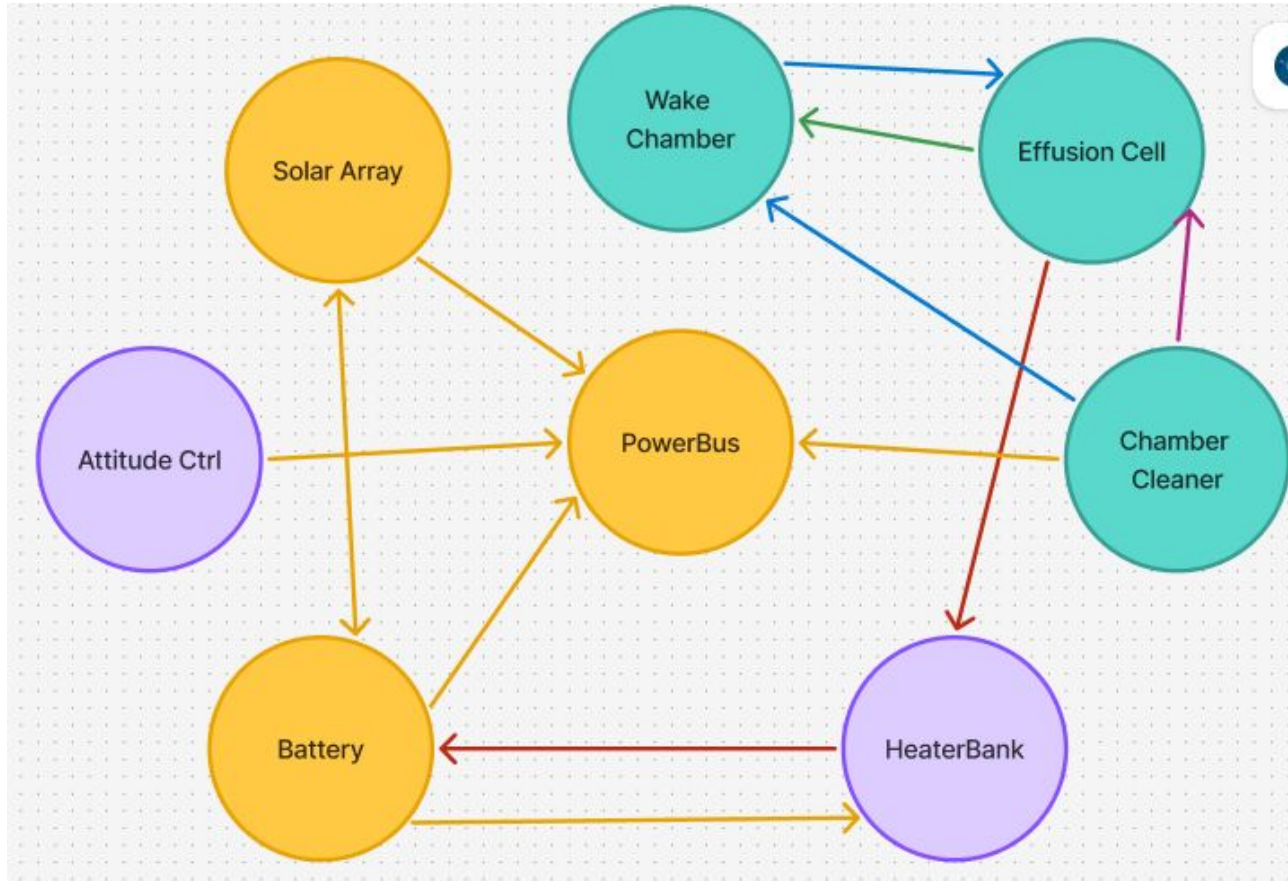 Wake
Chamber
Effusion Cell
Solar Array
PowerBus
Attitude Ctrl
Chamber
Cleaner
Battery
HeaterBank